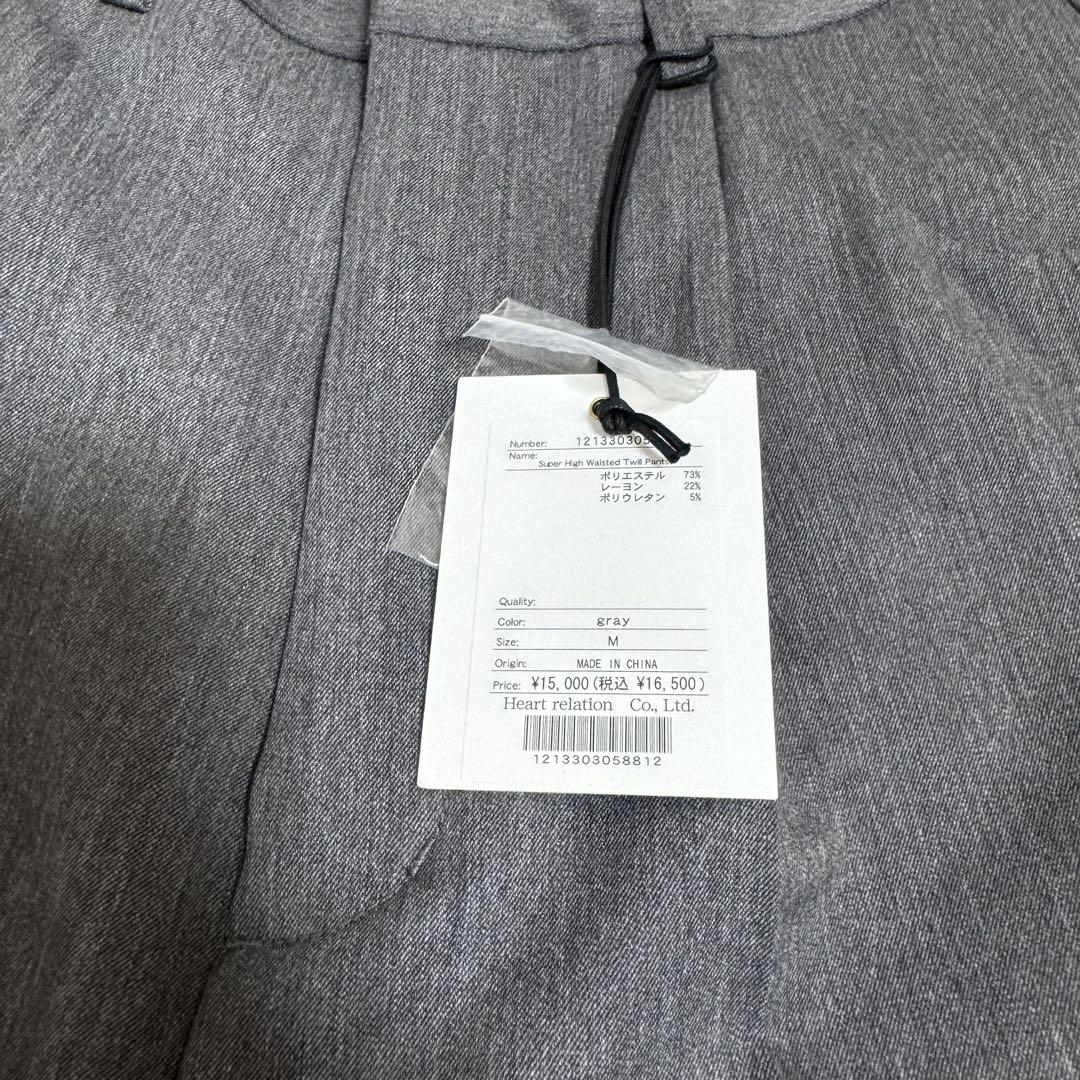 Number: 12133030
Name:
Super High Waisted Twill Pants
ポリエステル 73%
レーヨン 22%
ポリウレタン 5%
Quality:
Color: gray
Size: M
Origin: MADE IN CHINA
Price: ¥15,000(税込 ¥16,500)
Heart relation Co., Ltd.
1213303058812